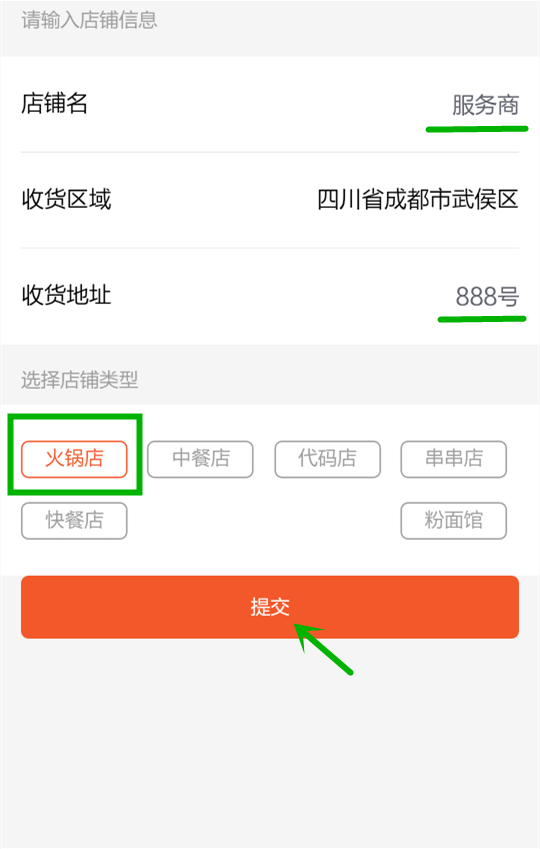 请输入店铺信息
店铺名 服务商
收货区域 四川省成都市武侯区
收货地址 888号
选择店铺类型
火锅店 中餐店 代码店 串串店
快餐店 粉面馆
提交